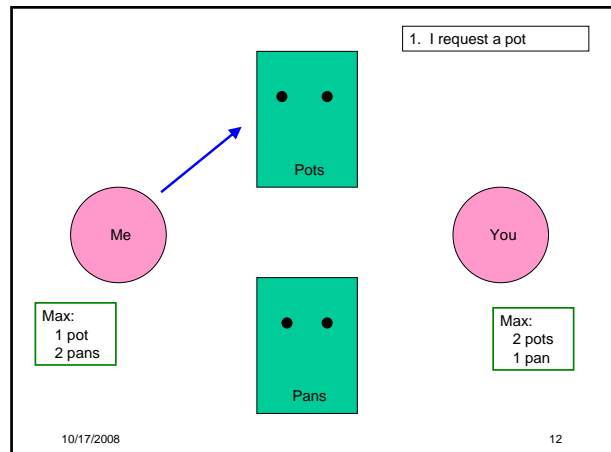 1. I request a pot
Pots
Me
You
Max:
1 pot
2 pans
Max:
2 pots
1 pan
Pans
10/17/2008
12